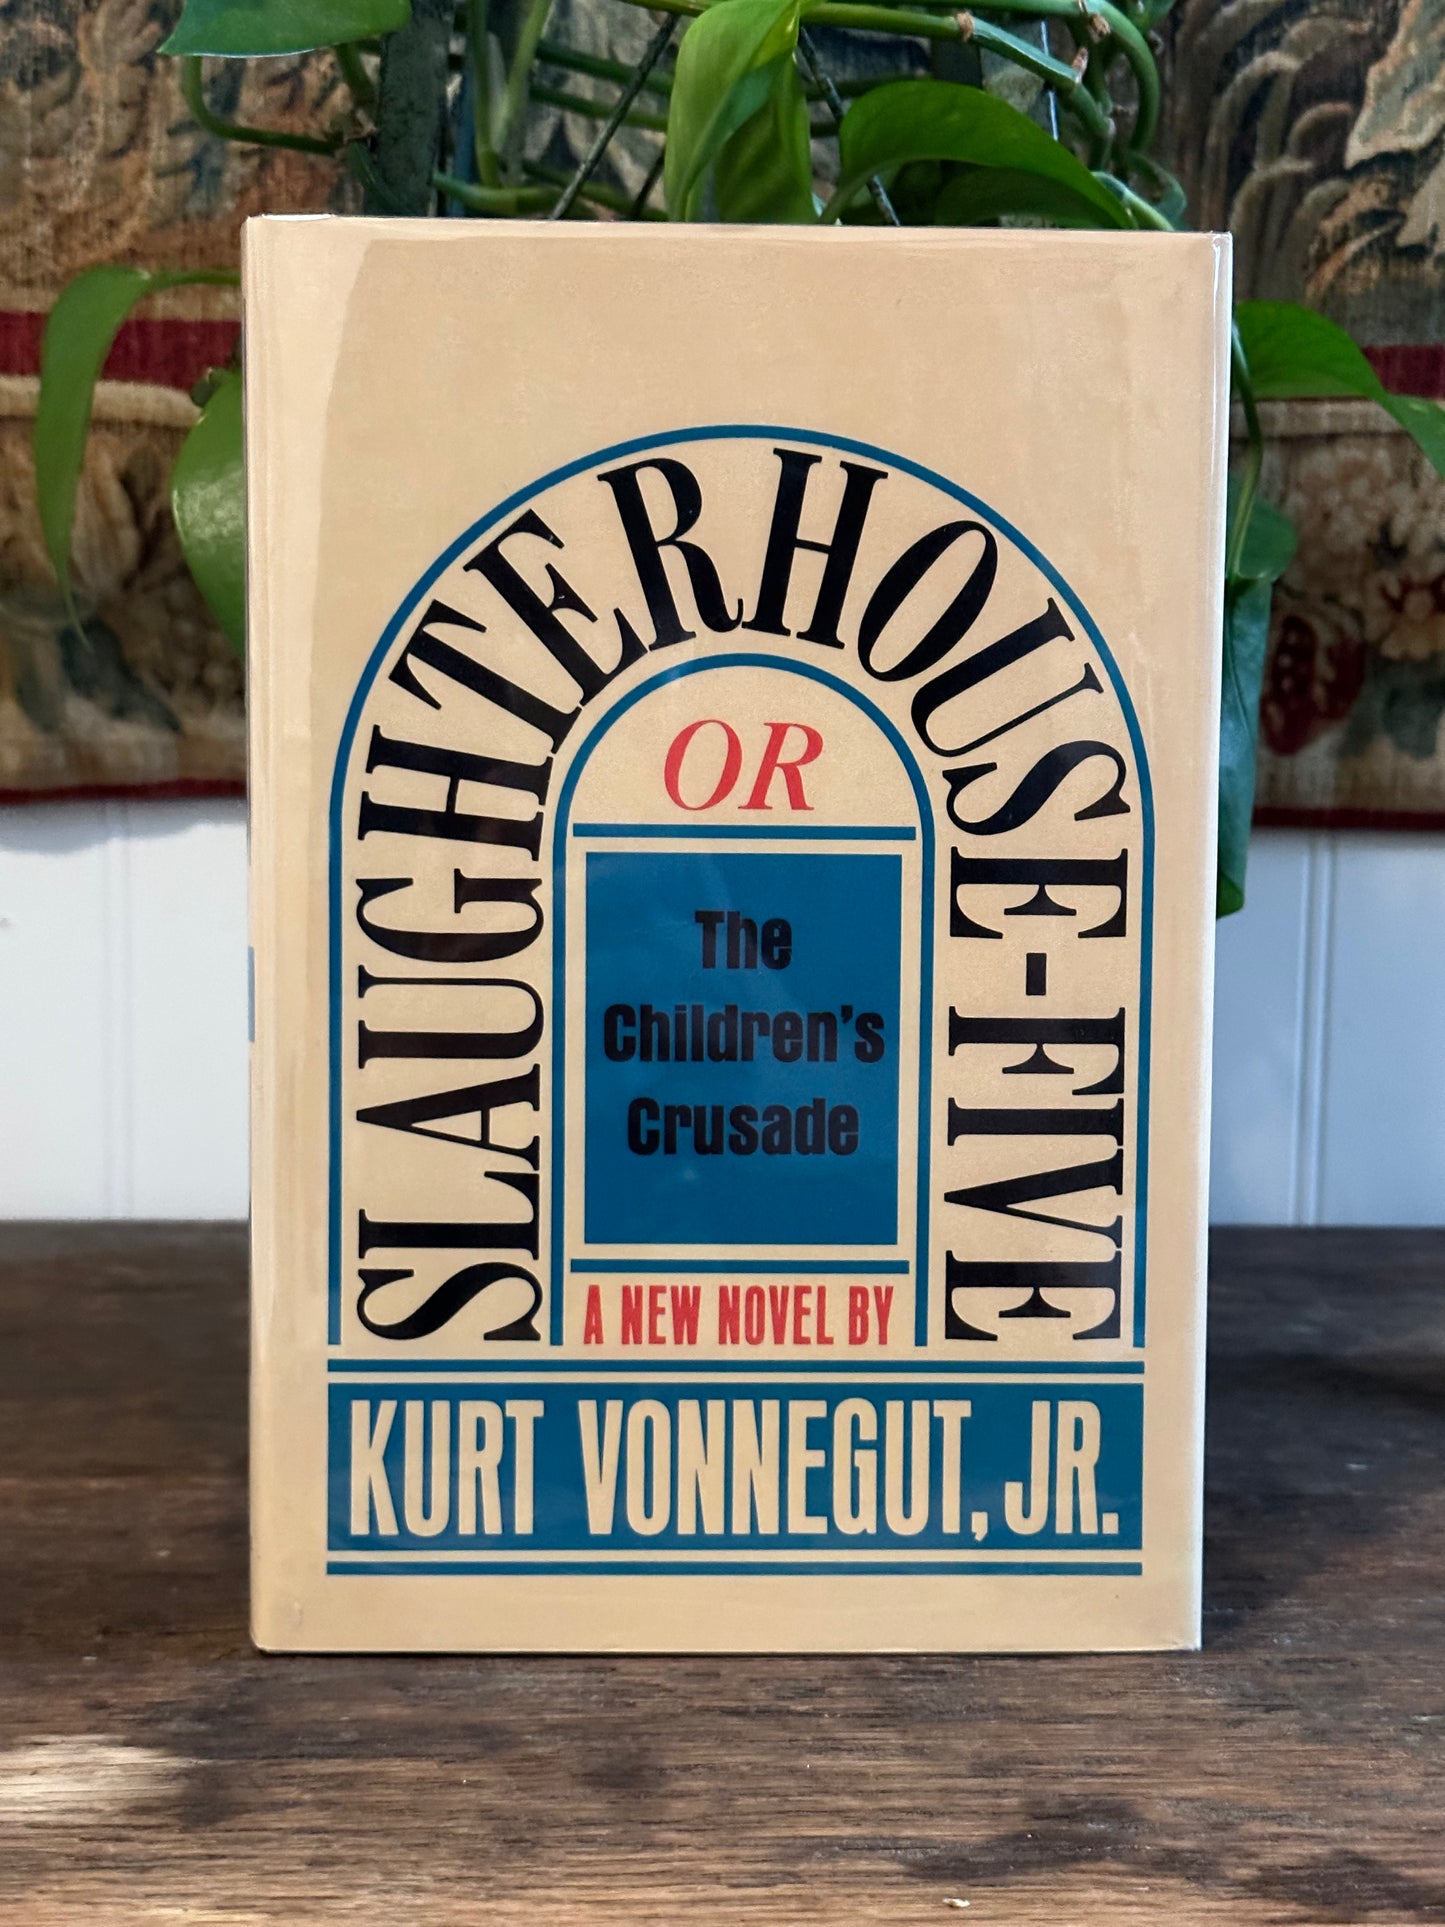 SLAUGHTERHOUSE-FIVE
OR
The
Children's
Crusade
A NEW NOVEL BY
KURT VONNEGUT, JR.